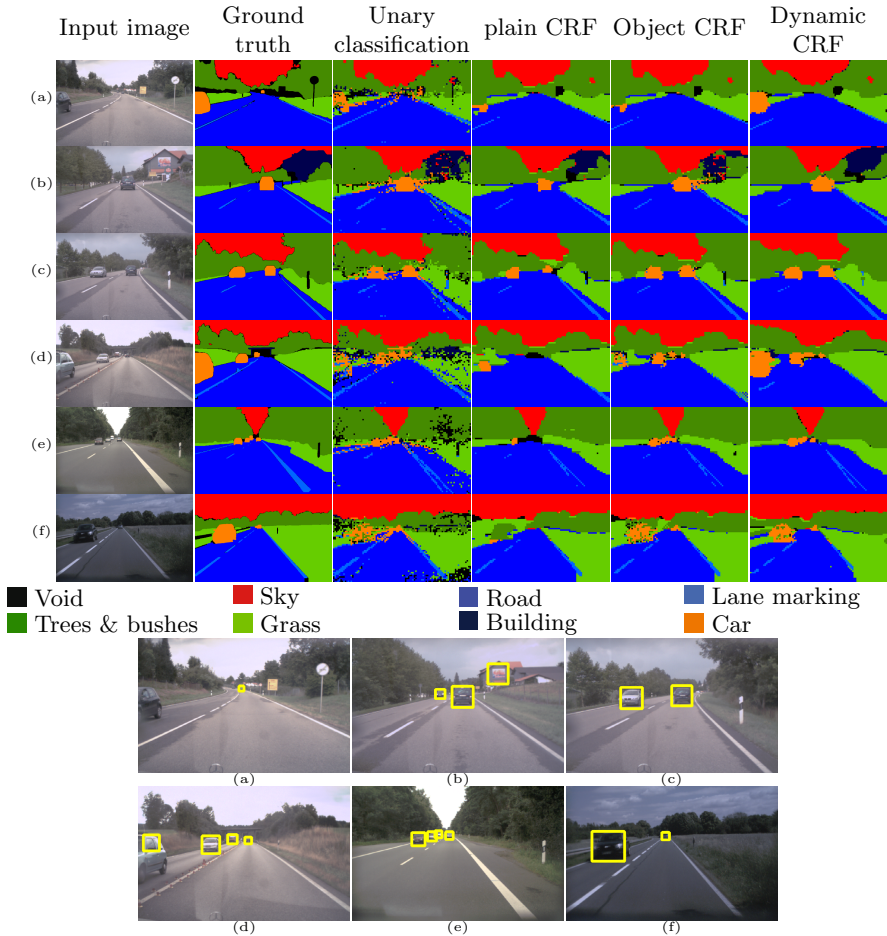 Input image
Ground truth
Unary classification
plain CRF
Object CRF
Dynamic CRF
(a)
(b)
(c)
(d)
(e)
(f)
Void
Sky
Road
Lane marking
Trees & bushes
Grass
Building
Car
(a)
(b)
(c)
(d)
(e)
(f)